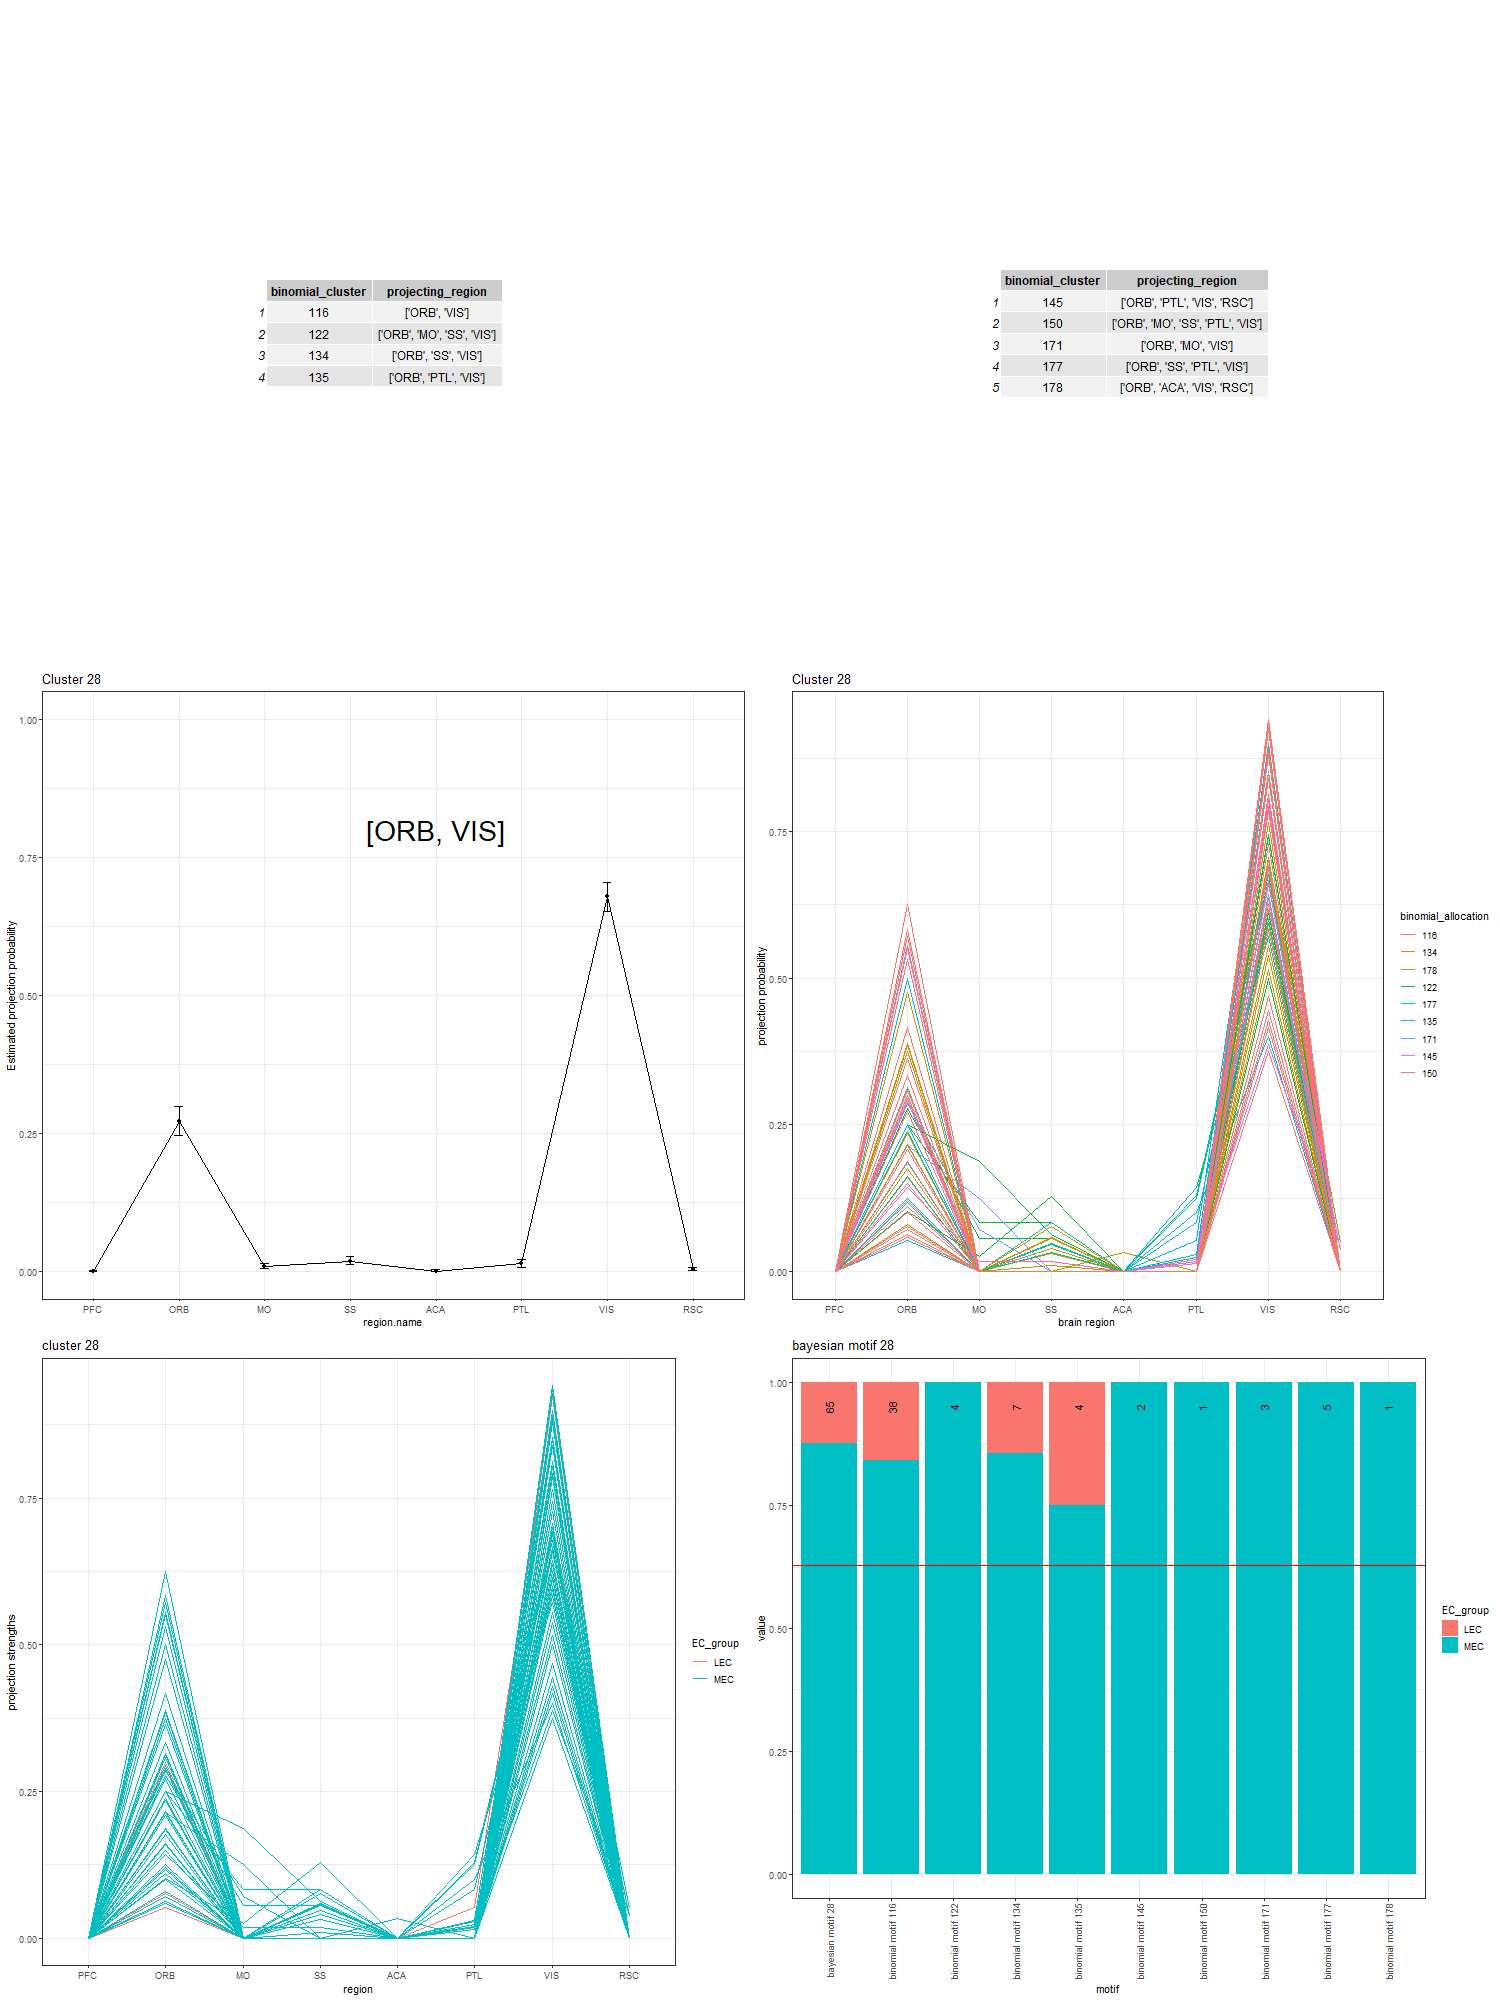 binomial_cluster projecting_region
1 116 ['ORB', 'VIS']
2 122 ['ORB', 'MO', 'SS', 'VIS']
3 134 ['ORB', 'SS', 'VIS']
4 135 ['ORB', 'PTL', 'VIS']
binomial_cluster projecting_region
1 145 ['ORB', 'PTL', 'VIS', 'RSC']
2 150 ['ORB', 'MO', 'SS', 'PTL', 'VIS']
3 171 ['ORB', 'MO', 'VIS']
4 177 ['ORB', 'SS', 'PTL', 'VIS']
5 178 ['ORB', 'ACA', 'VIS', 'RSC']
Cluster 28
Estimated projection probability
1.00
0.75
0.50
0.25
0.00
[ORB, VIS]
PFC ORB MO SS ACA PTL VIS RSC
region.name
Cluster 28
projection probability
0.75
0.50
0.25
0.00
PFC ORB MO SS ACA PTL VIS RSC
brain region
binomial_allocation
116
134
178
122
177
135
171
145
150
cluster 28
projection strengths
0.75
0.50
0.25
0.00
PFC ORB MO SS ACA PTL VIS RSC
region
EC_group
LEC
MEC
bayesian motif 28
value
1.00
0.75
0.50
0.25
0.00
65 38 4 7 4 2 1 3 5 1
bayesian motif 28
binomial motif 116
binomial motif 122
binomial motif 134
binomial motif 135
binomial motif 145
binomial motif 150
binomial motif 171
binomial motif 177
binomial motif 178
motif
EC_group
LEC
MEC